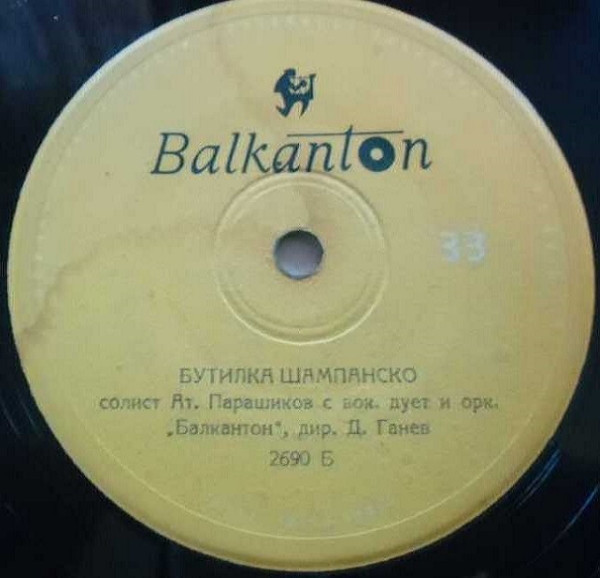 Balkanton
33
БУТИЛКА ШАМПАНСКО
солист Ат. Парашиков с вок. дует и орк.
„Балкантон", дир. Д. Ганев
2690 Б